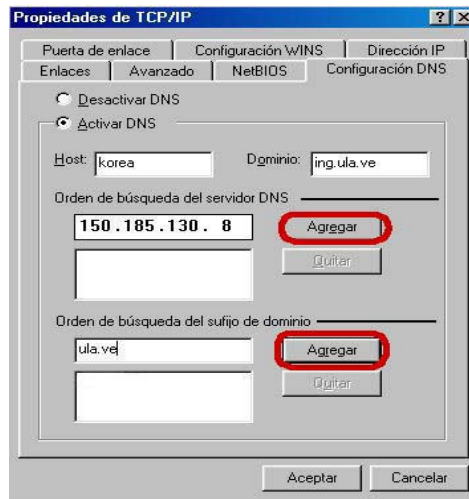 Propiedades de TCP/IP
Puerta de enlace Configuración WINS Dirección IP
Enlaces Avanzado NetBIOS Configuración DNS
Desactivar DNS
Activar DNS
Host: korea Dominio: ing.ula.ve
Orden de búsqueda del servidor DNS
150.185.130. 8 Agregar
Quitar
Orden de búsqueda del sufijo de dominio
ula.ve Agregar
Quitar
Aceptar Cancelar